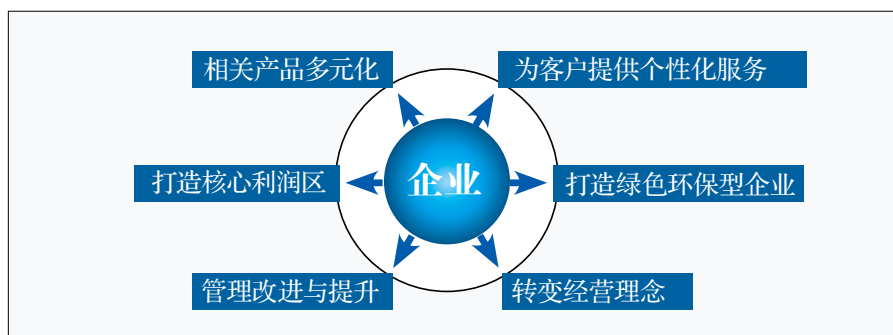 相关产品多元化
为客户提供个性化服务
打造核心利润区
企业
打造绿色环保型企业
管理改进与提升
转变经营理念